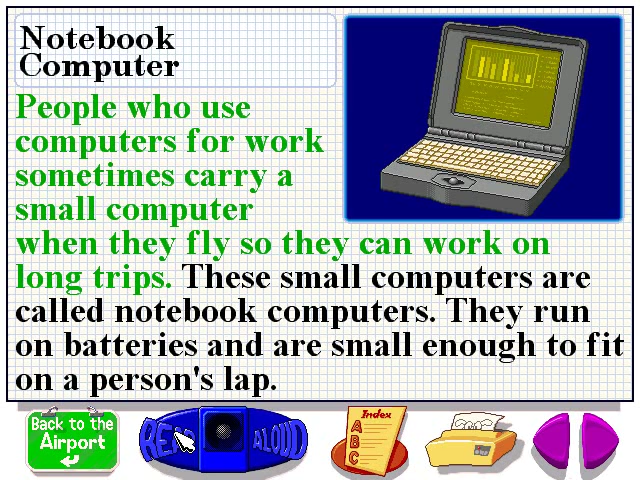 Notebook
Computer
People who use
computers for work
sometimes carry a
small computer
when they fly so they can work on
long trips. These small computers are
called notebook computers. They run
on batteries and are small enough to fit
on a person's lap.
Back to the
Airport
READ ALOUD
Index
A
B
C